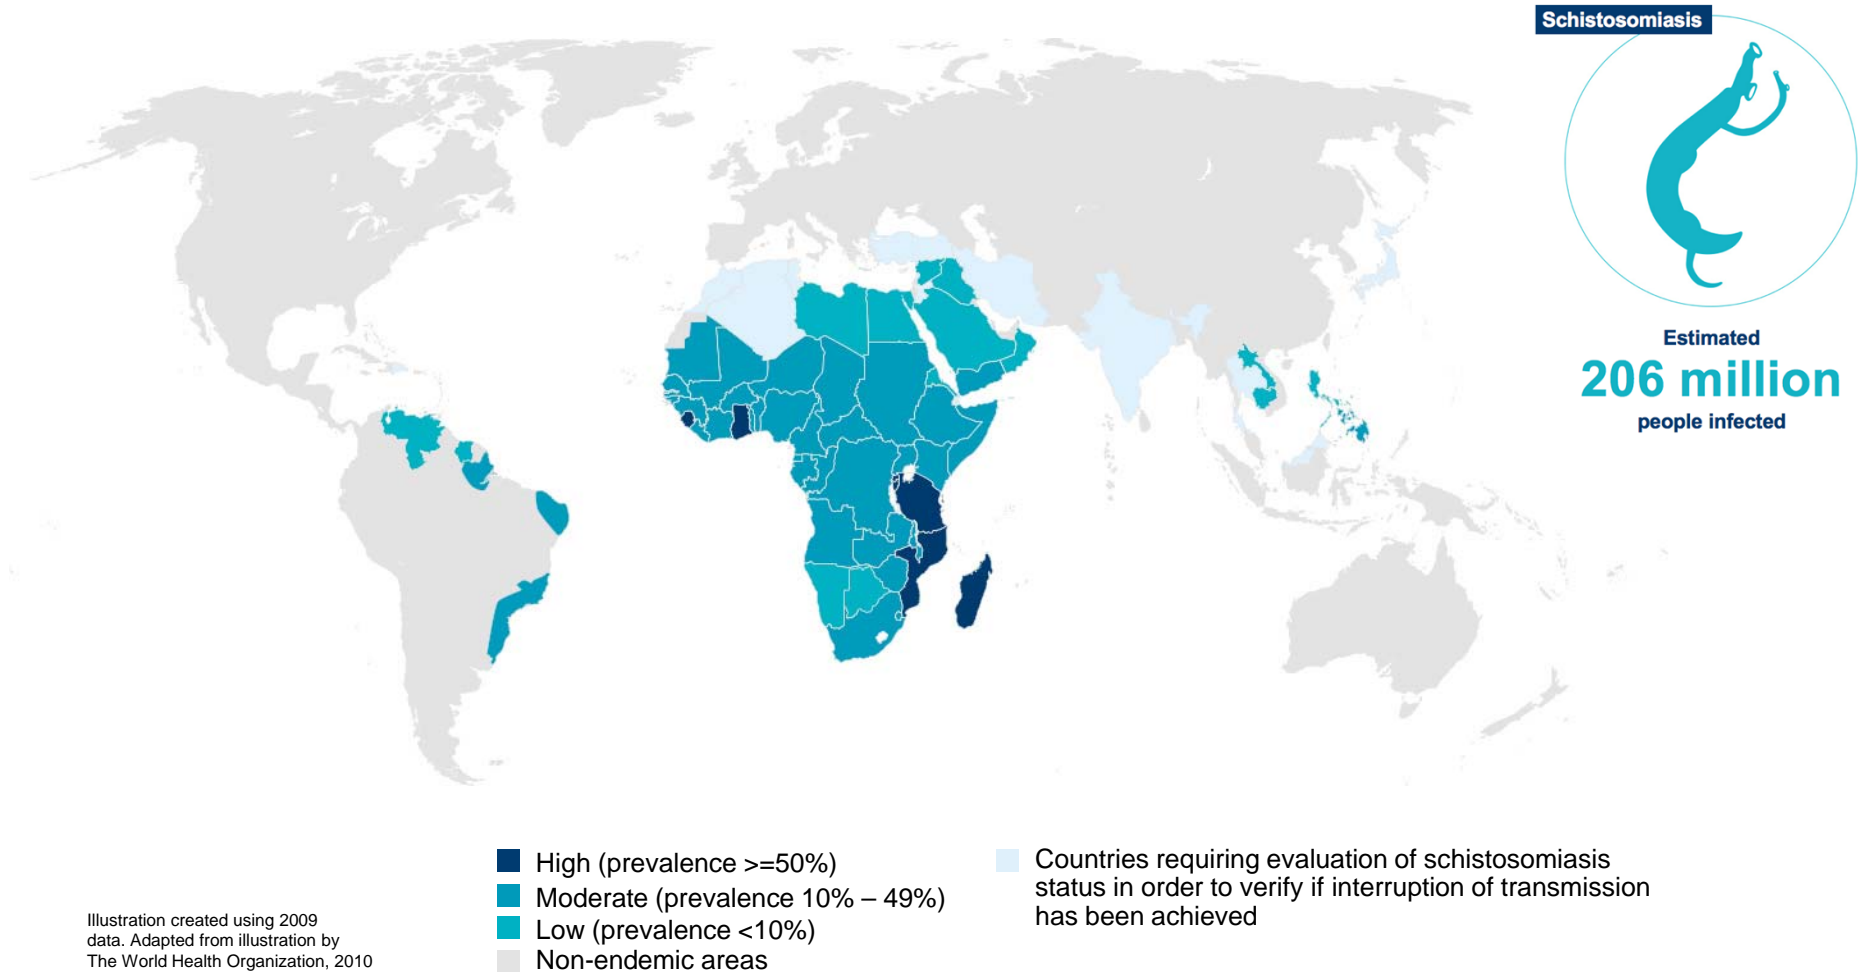 Schistosomiasis
Estimated
206 million
people infected
High (prevalence >=50%)
Moderate (prevalence 10% – 49%)
Low (prevalence <10%)
Non-endemic areas
Countries requiring evaluation of schistosomiasis
status in order to verify if interruption of transmission
has been achieved
Illustration created using 2009
data. Adapted from illustration by
The World Health Organization, 2010